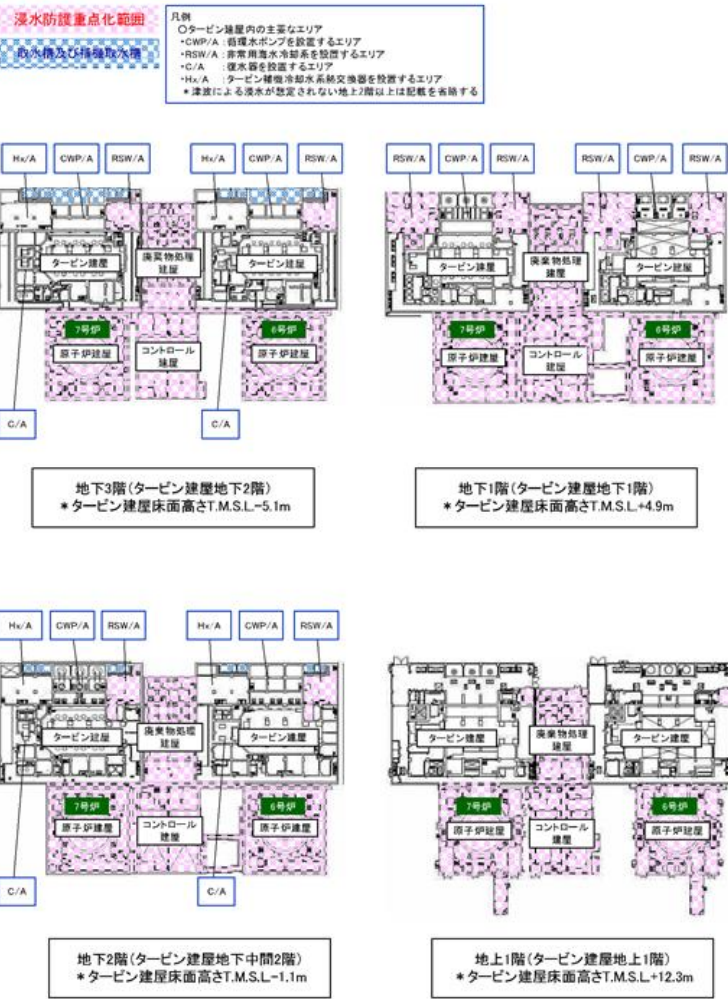 浸水防護重点化範囲
取水槽及び補機取水槽
凡例
○タービン建屋内の主要なエリア
・CWP/A：循環水ポンプを設置するエリア
・RSW/A：非常用海水冷却系を設置するエリア
・C/A　：復水器を設置するエリア
・Hx/A　：タービン補機冷却水系熱交換器を設置するエリア
＊津波による浸水が想定されない地上2階以上は記載を省略する
Hx/A CWP/A RSW/A Hx/A CWP/A RSW/A
タービン建屋 廃棄物処理建屋 タービン建屋
7号炉 6号炉
原子炉建屋 コントロール建屋 原子炉建屋
C/A C/A
地下3階(タービン建屋地下2階)
＊タービン建屋床面高さT.M.S.L.-5.1m
RSW/A CWP/A RSW/A RSW/A CWP/A RSW/A
タービン建屋 廃棄物処理建屋 タービン建屋
7号炉 6号炉
原子炉建屋 コントロール建屋 原子炉建屋
地下1階(タービン建屋地下1階)
＊タービン建屋床面高さT.M.S.L.+4.9m
Hx/A CWP/A RSW/A Hx/A CWP/A RSW/A
タービン建屋 廃棄物処理建屋 タービン建屋
7号炉 6号炉
原子炉建屋 コントロール建屋 原子炉建屋
C/A C/A
地下2階(タービン建屋地下中間2階)
＊タービン建屋床面高さT.M.S.L.-1.1m
タービン建屋 廃棄物処理建屋 タービン建屋
7号炉 6号炉
原子炉建屋 コントロール建屋 原子炉建屋
地上1階(タービン建屋地上1階)
＊タービン建屋床面高さT.M.S.L.+12.3m